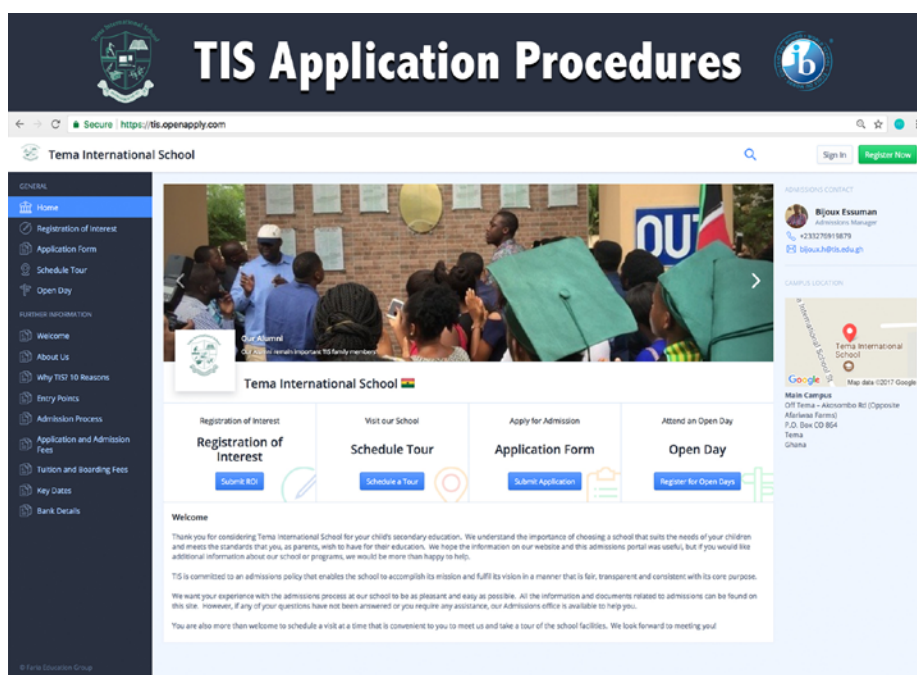 TIS Application Procedures
Secure https://tis.openapply.com
Tema International School
Sign In
Register Now
GENERAL
Home
Registration of Interest
Application Form
Schedule Tour
Open Day
FURTHER INFORMATION
Welcome
About Us
Why TIS? 10 Reasons
Entry Points
Admission Process
Application and Admission
Fees
Tuition and Boarding Fees
Key Dates
Bank Details
© Faria Education Group
OUT
Our Alumni
Our Alumni remain important TIS family members!
Tema International School
Registration of Interest
Registration of
Interest
Submit ROI
Visit our School
Schedule Tour
Schedule a Tour
Apply for Admission
Application Form
Submit Application
Attend an Open Day
Open Day
Register for Open Days
Welcome
Thank you for considering Tema International School for your child's secondary education. We understand the importance of choosing a school that suits the needs of your children
and meets the standards that you, as parents, wish to have for their education. We hope the information on our website and this admissions portal was useful, but if you would like
additional information about our school or programs, we would be more than happy to help.
TIS is committed to an admissions policy that enables the school to accomplish its mission and fulfil its vision in a manner that is fair, transparent and consistent with its core purpose.
We want your experience with the admissions process at our school to be as pleasant and easy as possible. All the information and documents related to admissions can be found on
this site. However, if any of your questions have not been answered or you require any assistance, our Admissions office is available to help you.
You are also more than welcome to schedule a visit at a time that is convenient to you to meet us and take a tour of the school facilities. We look forward to meeting you!
ADMISSIONS CONTACT
Bijoux Essuman
Admissions Manager
+233270919879
bijoux.h@tis.edu.gh
CAMPUS LOCATION
International School St
Tema International
School
Google
Map data ©2017 Google
Main Campus
Off Tema – Akosombo Rd (Opposite
Afariwaa Farms)
P.O. Box CO 864
Tema
Ghana